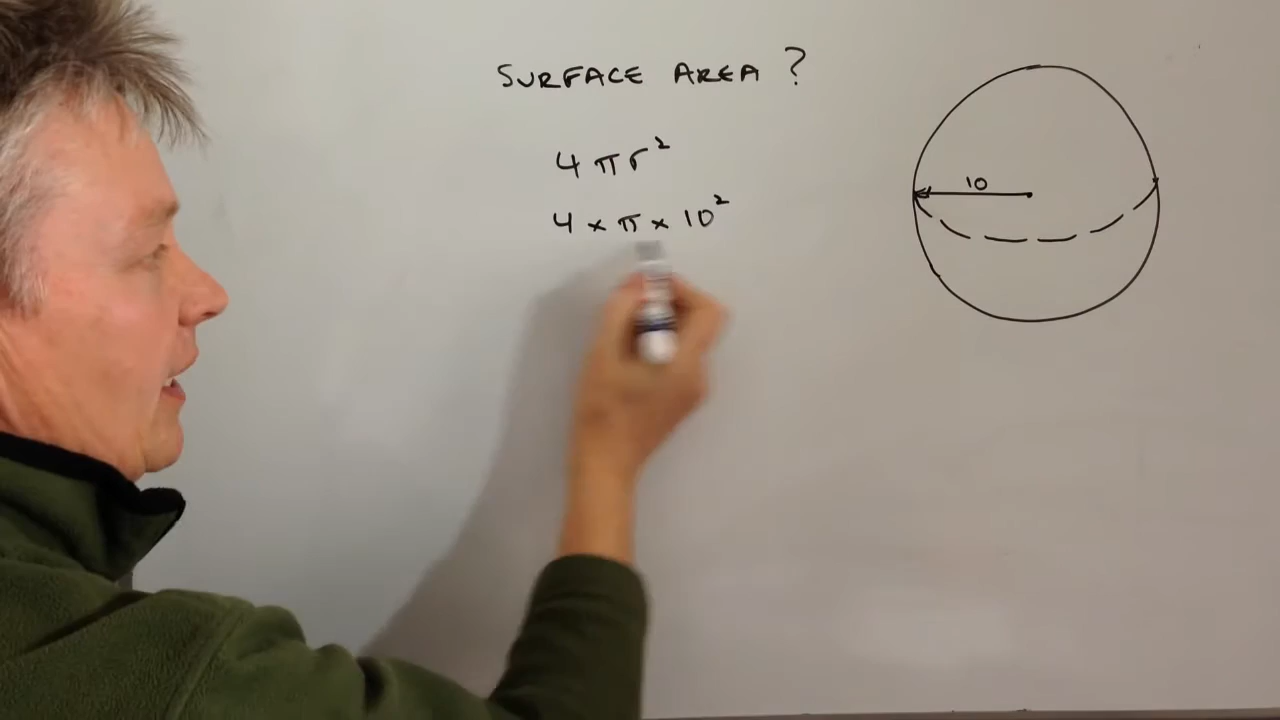 SURFACE AREA ?
4πr²
4 × π × 10²
10